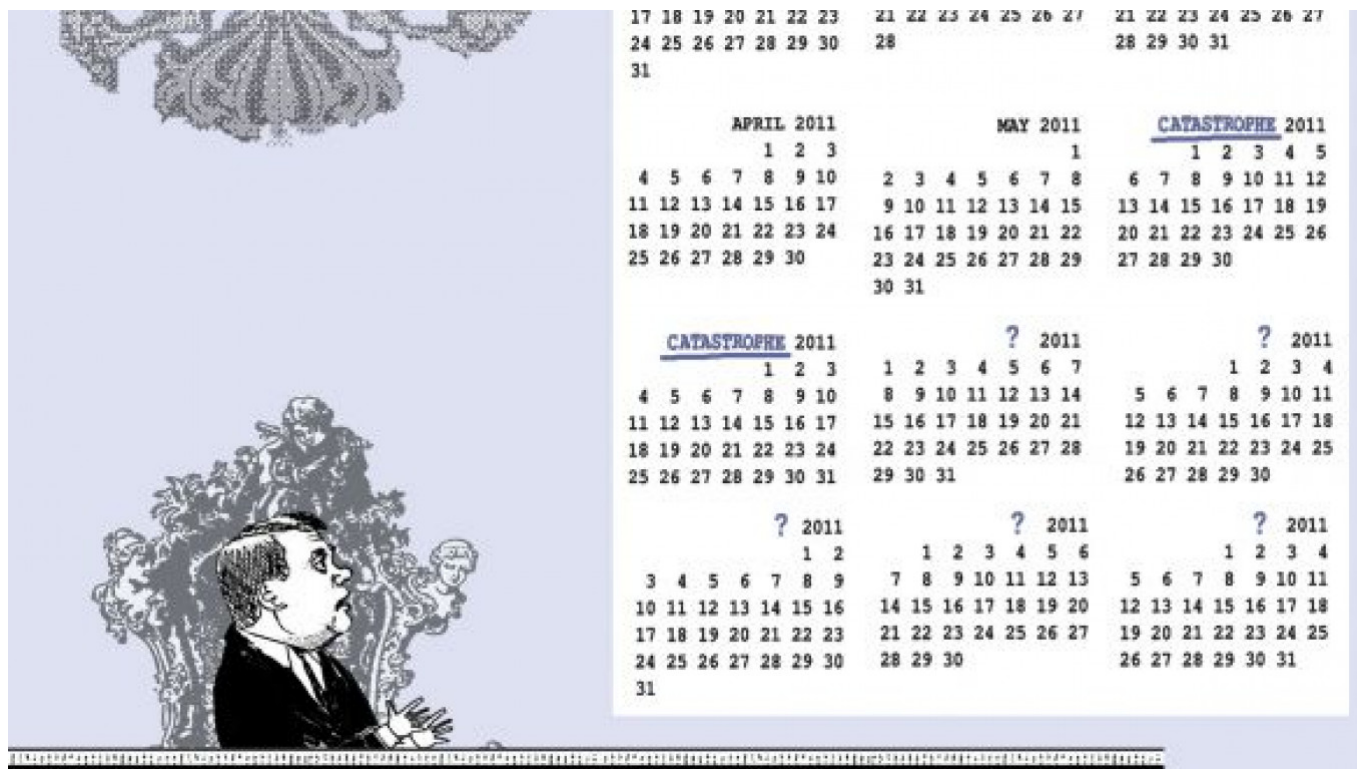 17 18 19 20 21 22 23
24 25 26 27 28 29 30
31
21 22 23 24 25 26 27
28
21 22 23 24 25 26 27
28 29 30 31
APRIL 2011
1 2 3
4 5 6 7 8 9 10
11 12 13 14 15 16 17
18 19 20 21 22 23 24
25 26 27 28 29 30
MAY 2011
1
2 3 4 5 6 7 8
9 10 11 12 13 14 15
16 17 18 19 20 21 22
23 24 25 26 27 28 29
30 31
CATASTROPHE 2011
1 2 3 4 5
6 7 8 9 10 11 12
13 14 15 16 17 18 19
20 21 22 23 24 25 26
27 28 29 30
CATASTROPHE 2011
1 2 3
4 5 6 7 8 9 10
11 12 13 14 15 16 17
18 19 20 21 22 23 24
25 26 27 28 29 30 31
? 2011
1 2 3 4 5 6 7
8 9 10 11 12 13 14
15 16 17 18 19 20 21
22 23 24 25 26 27 28
29 30 31
? 2011
1 2 3 4
5 6 7 8 9 10 11
12 13 14 15 16 17 18
19 20 21 22 23 24 25
26 27 28 29 30
? 2011
1 2
3 4 5 6 7 8 9
10 11 12 13 14 15 16
17 18 19 20 21 22 23
24 25 26 27 28 29 30
31
? 2011
1 2 3 4 5 6
7 8 9 10 11 12 13
14 15 16 17 18 19 20
21 22 23 24 25 26 27
28 29 30
? 2011
1 2 3 4
5 6 7 8 9 10 11
12 13 14 15 16 17 18
19 20 21 22 23 24 25
26 27 28 29 30 31